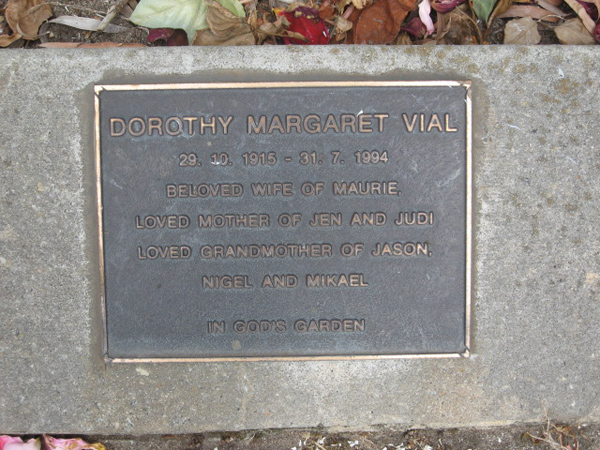 DOROTHY MARGARET VIAL
29. 10. 1915 - 31. 7. 1994
BELOVED WIFE OF MAURIE,
LOVED MOTHER OF JEN AND JUDI
LOVED GRANDMOTHER OF JASON,
NIGEL AND MIKAEL
IN GOD'S GARDEN